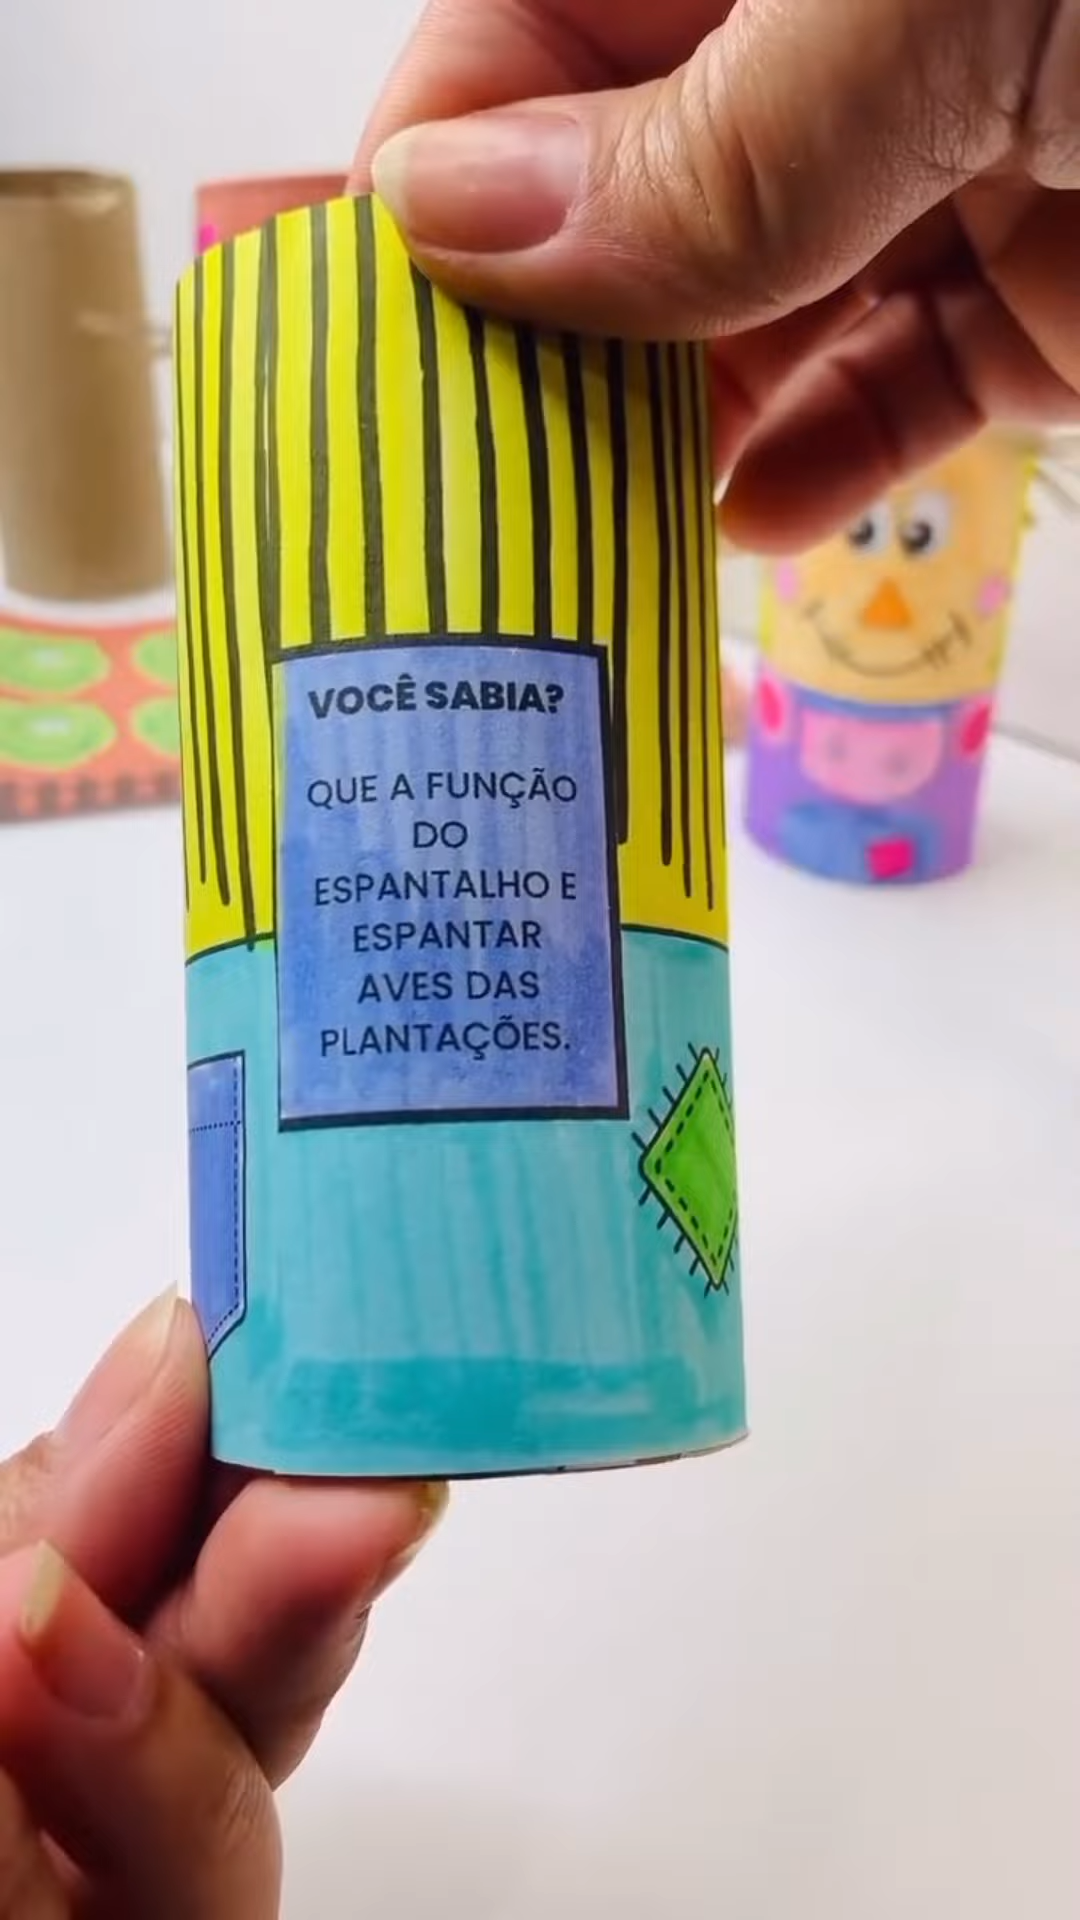 VOCÊ SABIA?
QUE A FUNÇÃO
DO
ESPANTALHO E
ESPANTAR
AVES DAS
PLANTAÇÕES.